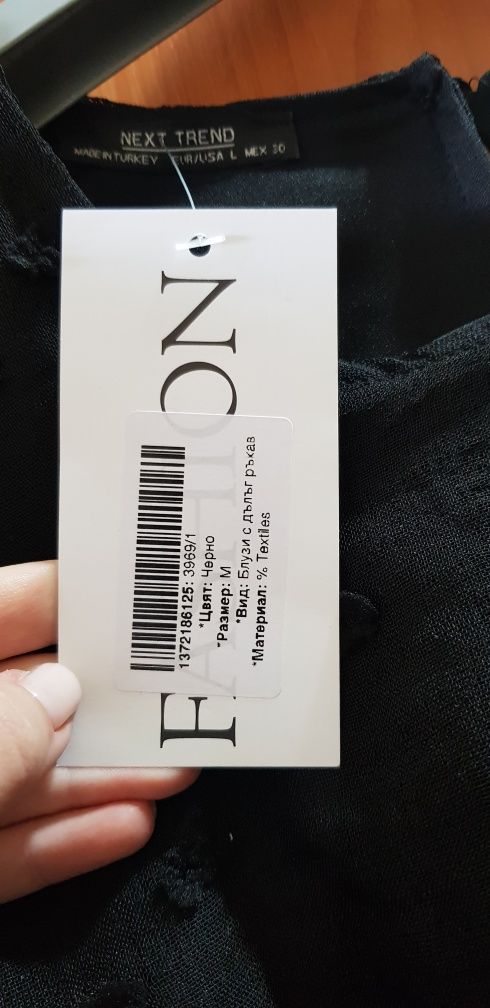 NEXT TREND
MADE IN TURKEY EUR/USA L MEX 30
FASHION
1372186125: 3969/1
*Цвят: Черно
*Размер: M
*Вид: Блузи с дълъг ръкав
*Материал: % Textiles